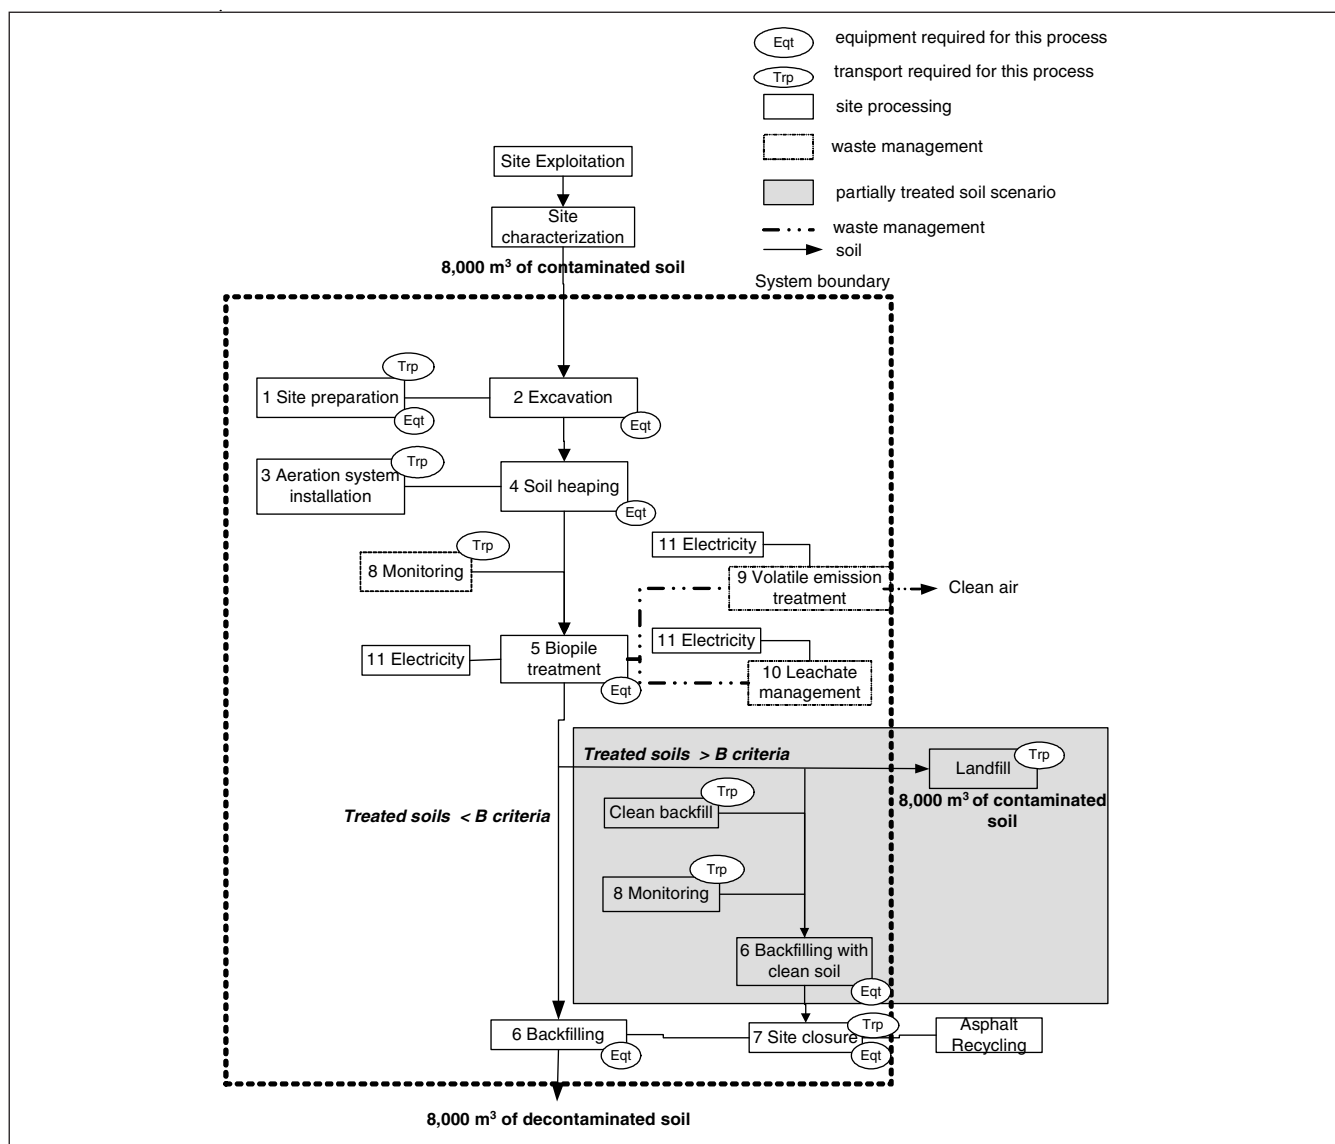 Eqt
equipment required for this process
Trp
transport required for this process
site processing
waste management
partially treated soil scenario
waste management
soil
Site Exploitation
Site
characterization
8,000 m³ of contaminated soil
System boundary
Trp
1 Site preparation
Eqt
2 Excavation
Eqt
Trp
3 Aeration system
installation
4 Soil heaping
Eqt
Trp
8 Monitoring
11 Electricity
9 Volatile emission
treatment
Clean air
11 Electricity
5 Biopile
treatment
Eqt
11 Electricity
10 Leachate
management
Treated soils > B criteria
Trp
Landfill
8,000 m³ of contaminated
soil
Treated soils < B criteria
Trp
Clean backfill
Trp
8 Monitoring
6 Backfilling with
clean soil
Eqt
6 Backfilling
Eqt
7 Site closure
Trp
Eqt
Asphalt
Recycling
8,000 m³ of decontaminated soil